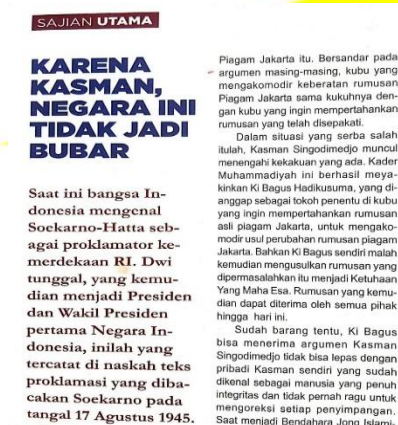 SAJIAN UTAMA
KARENA
KASMAN,
NEGARA INI
TIDAK JADI
BUBAR
Saat ini bangsa In-
donesia mengenal
Soekarno-Hatta seb-
agai proklamator ke-
merdekaan RI. Dwi
tunggal, yang kemu-
dian menjadi Presiden
dan Wakil Presiden
pertama Negara In-
donesia, inilah yang
tercatat di naskah teks
proklamasi yang diba-
cakan Soekarno pada
tangal 17 Agustus 1945.
Piagam Jakarta itu. Bersandar pada
argumen masing-masing, kubu yang
mengakomodir keberatan rumusan
Piagam Jakarta sama kukuhnya den-
gan kubu yang ingin mempertahankan
rumusan yang telah disepakati.
Dalam situasi yang serba salah
itulah, Kasman Singodimedjo muncul
menengahi kekakuan yang ada. Kader
Muhammadiyah ini berhasil meya-
kinkan Ki Bagus Hadikusuma, yang di-
anggap sebagai tokoh penentu di kubu
yang ingin mempertahankan rumusan
asli piagam Jakarta, untuk mengako-
modir usul perubahan rumusan piagam
Jakarta. Bahkan Ki Bagus sendiri malah
kemudian mengusulkan rumusan yang
dipermasalahkan itu menjadi Ketuhaan
Yang Maha Esa. Rumusan yang kemu-
dian dapat diterima oleh semua pihak
hingga hari ini.
Sudah barang tentu, Ki Bagus
bisa menerima argumen Kasman
Singodimedjo tidak bisa lepas dengan
pribadi Kasman sendiri yang sudah
dikenal sebagai manusia yang penuh
integritas dan tidak pernah ragu untuk
mengoreksi setiap penyimpangan.
Saat menjadi Bendahara Jong Islami-